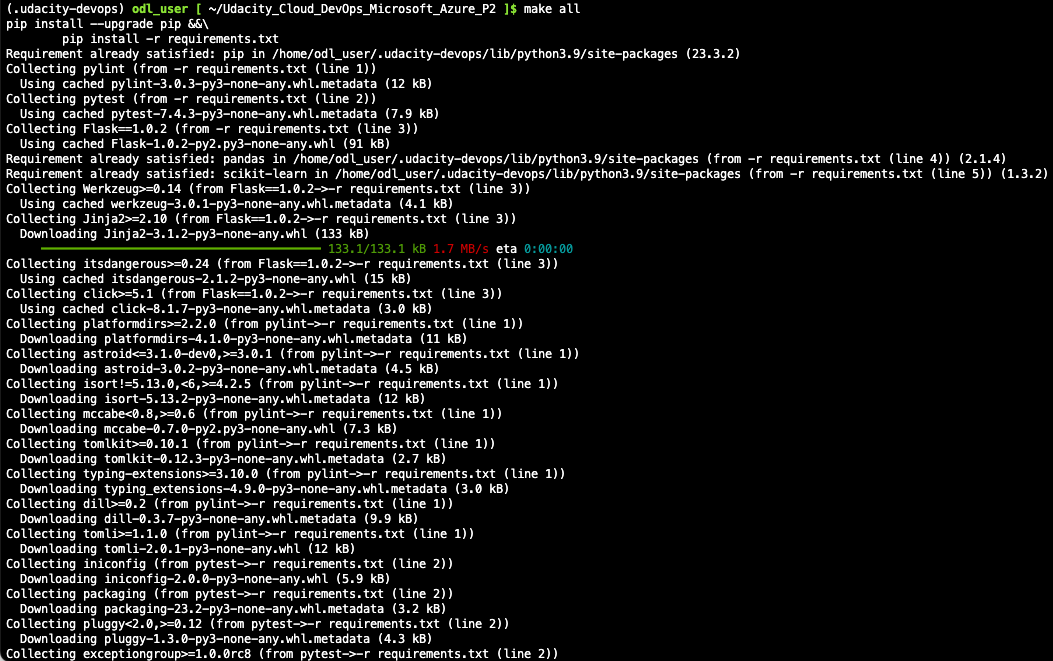 (.udacity-devops) odl_user [ ~/Udacity_Cloud_DevOps_Microsoft_Azure_P2 ]$ make all
pip install --upgrade pip &&\
        pip install -r requirements.txt
Requirement already satisfied: pip in /home/odl_user/.udacity-devops/lib/python3.9/site-packages (23.3.2)
Collecting pylint (from -r requirements.txt (line 1))
  Using cached pylint-3.0.3-py3-none-any.whl.metadata (12 kB)
Collecting pytest (from -r requirements.txt (line 2))
  Using cached pytest-7.4.3-py3-none-any.whl.metadata (7.9 kB)
Collecting Flask==1.0.2 (from -r requirements.txt (line 3))
  Using cached Flask-1.0.2-py2.py3-none-any.whl (91 kB)
Requirement already satisfied: pandas in /home/odl_user/.udacity-devops/lib/python3.9/site-packages (from -r requirements.txt (line 4)) (2.1.4)
Requirement already satisfied: scikit-learn in /home/odl_user/.udacity-devops/lib/python3.9/site-packages (from -r requirements.txt (line 5)) (1.3.2)
Collecting Werkzeug>=0.14 (from Flask==1.0.2->-r requirements.txt (line 3))
  Using cached werkzeug-3.0.1-py3-none-any.whl.metadata (4.1 kB)
Collecting Jinja2>=2.10 (from Flask==1.0.2->-r requirements.txt (line 3))
  Downloading Jinja2-3.1.2-py3-none-any.whl (133 kB)
133.1/133.1 kB 1.7 MB/s eta 0:00:00
Collecting itsdangerous>=0.24 (from Flask==1.0.2->-r requirements.txt (line 3))
  Using cached itsdangerous-2.1.2-py3-none-any.whl (15 kB)
Collecting click>=5.1 (from Flask==1.0.2->-r requirements.txt (line 3))
  Using cached click-8.1.7-py3-none-any.whl.metadata (3.0 kB)
Collecting platformdirs>=2.2.0 (from pylint->-r requirements.txt (line 1))
  Downloading platformdirs-4.1.0-py3-none-any.whl.metadata (11 kB)
Collecting astroid<=3.1.0-dev0,>=3.0.1 (from pylint->-r requirements.txt (line 1))
  Downloading astroid-3.0.2-py3-none-any.whl.metadata (4.5 kB)
Collecting isort!=5.13.0,<6,>=4.2.5 (from pylint->-r requirements.txt (line 1))
  Downloading isort-5.13.2-py3-none-any.whl.metadata (12 kB)
Collecting mccabe<0.8,>=0.6 (from pylint->-r requirements.txt (line 1))
  Downloading mccabe-0.7.0-py2.py3-none-any.whl (7.3 kB)
Collecting tomlkit>=0.10.1 (from pylint->-r requirements.txt (line 1))
  Downloading tomlkit-0.12.3-py3-none-any.whl.metadata (2.7 kB)
Collecting typing-extensions>=3.10.0 (from pylint->-r requirements.txt (line 1))
  Downloading typing_extensions-4.9.0-py3-none-any.whl.metadata (3.0 kB)
Collecting dill>=0.2 (from pylint->-r requirements.txt (line 1))
  Downloading dill-0.3.7-py3-none-any.whl.metadata (9.9 kB)
Collecting tomli>=1.1.0 (from pylint->-r requirements.txt (line 1))
  Downloading tomli-2.0.1-py3-none-any.whl (12 kB)
Collecting iniconfig (from pytest->-r requirements.txt (line 2))
  Downloading iniconfig-2.0.0-py3-none-any.whl (5.9 kB)
Collecting packaging (from pytest->-r requirements.txt (line 2))
  Downloading packaging-23.2-py3-none-any.whl.metadata (3.2 kB)
Collecting pluggy<2.0,>=0.12 (from pytest->-r requirements.txt (line 2))
  Downloading pluggy-1.3.0-py3-none-any.whl.metadata (4.3 kB)
Collecting exceptiongroup>=1.0.0rc8 (from pytest->-r requirements.txt (line 2))